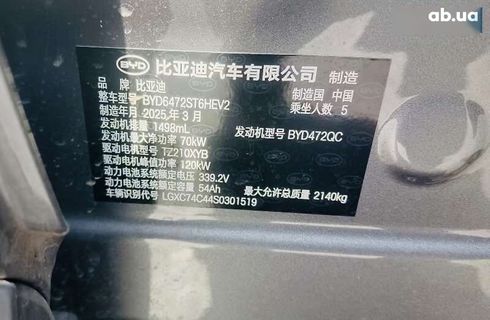 ab.ua
BYD 比亚迪汽车有限公司 制造
品 牌 比亚迪 制造国 中国
整车型号 BYD6472ST6HEV2 乘坐人数 5
制造年月 2025年3月
发动机排量 1498mL 发动机型号 BYD472QC
发动机最大净功率 70kW
驱动电机型号 TZ210XYB
驱动电机峰值功率 120kW
动力电池系统额定电压 339.2V
动力电池系统额定容量 54Ah 最大允许总质量 2140kg
车辆识别代号 LGXC74C44S0301519